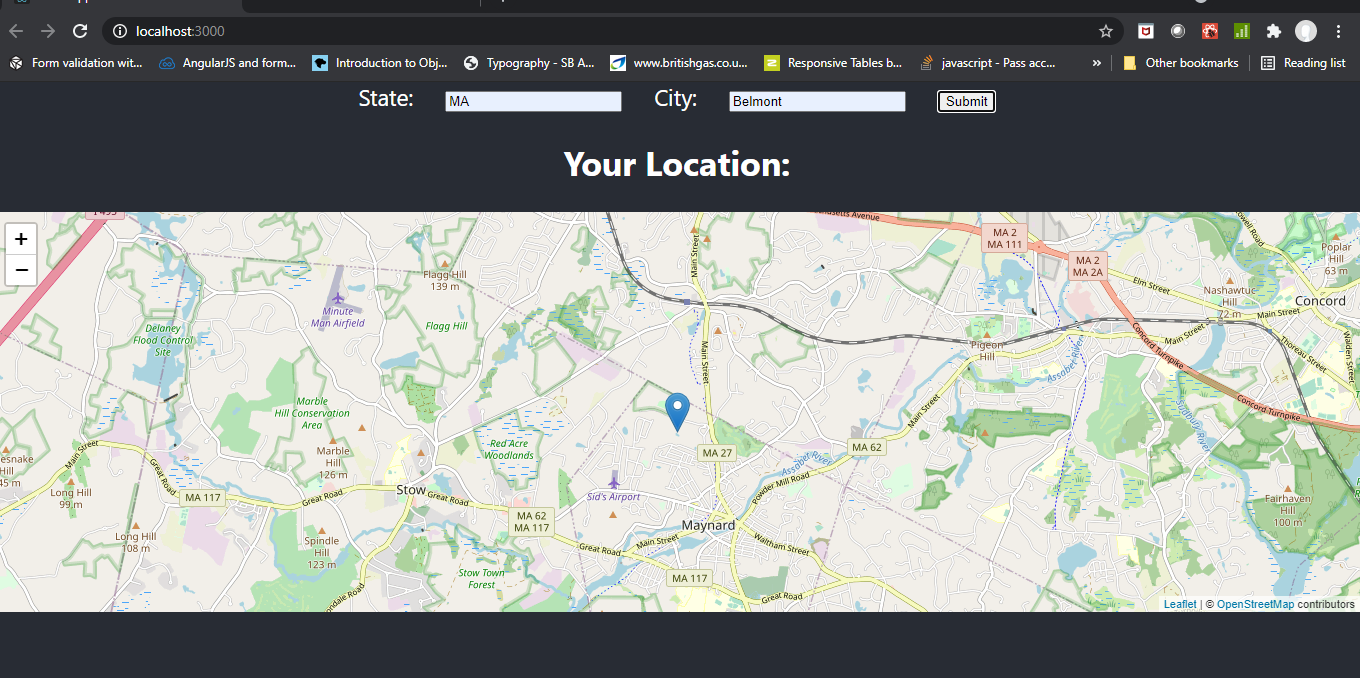 localhost:3000
Form validation wit... AngularJS and form... Introduction to Obj... Typography - SB A... www.britishgas.co.u... Responsive Tables b... javascript - Pass acc... » Other bookmarks Reading list
State: MA City: Belmont Submit
Your Location:
+
−
Massachusetts Avenue
MA 2
MA 111
MA 2
MA 2A
Lowell Road
Poplar
Hill
63 m
Elm Street
Nashawtuc
Hill
72 m
Concord
Main Street
Main Street
Flagg Hill
139 m
Minute
Man Airfield
Flagg Hill
Delaney
Flood Control
Site
Main Street
Pigeon
Hill
Assabet River
Main Street
Concord Turnpike
Thoreau Street
Walden Street
Marble
Hill Conservation
Area
Main Street
Concord Turnpike
Sudbury River
Red Acre
Woodlands
MA 27
MA 62
Marble
Hill
126 m
Main Street
Hill
45 m
Long Hill
99 m
Great Road
MA 117
Great Road
Stow
Great Road
Sid's Airport
Assabet River
Powder Mill Road
MA 62
MA 117
Maynard
Main Street
Waltham Street
Great Road
Fairhaven
Hill
100 m
Long Hill
108 m
Spindle
Hill
123 m
Stow Town
Forest
MA 117
Great Road
Leaflet | © OpenStreetMap contributors